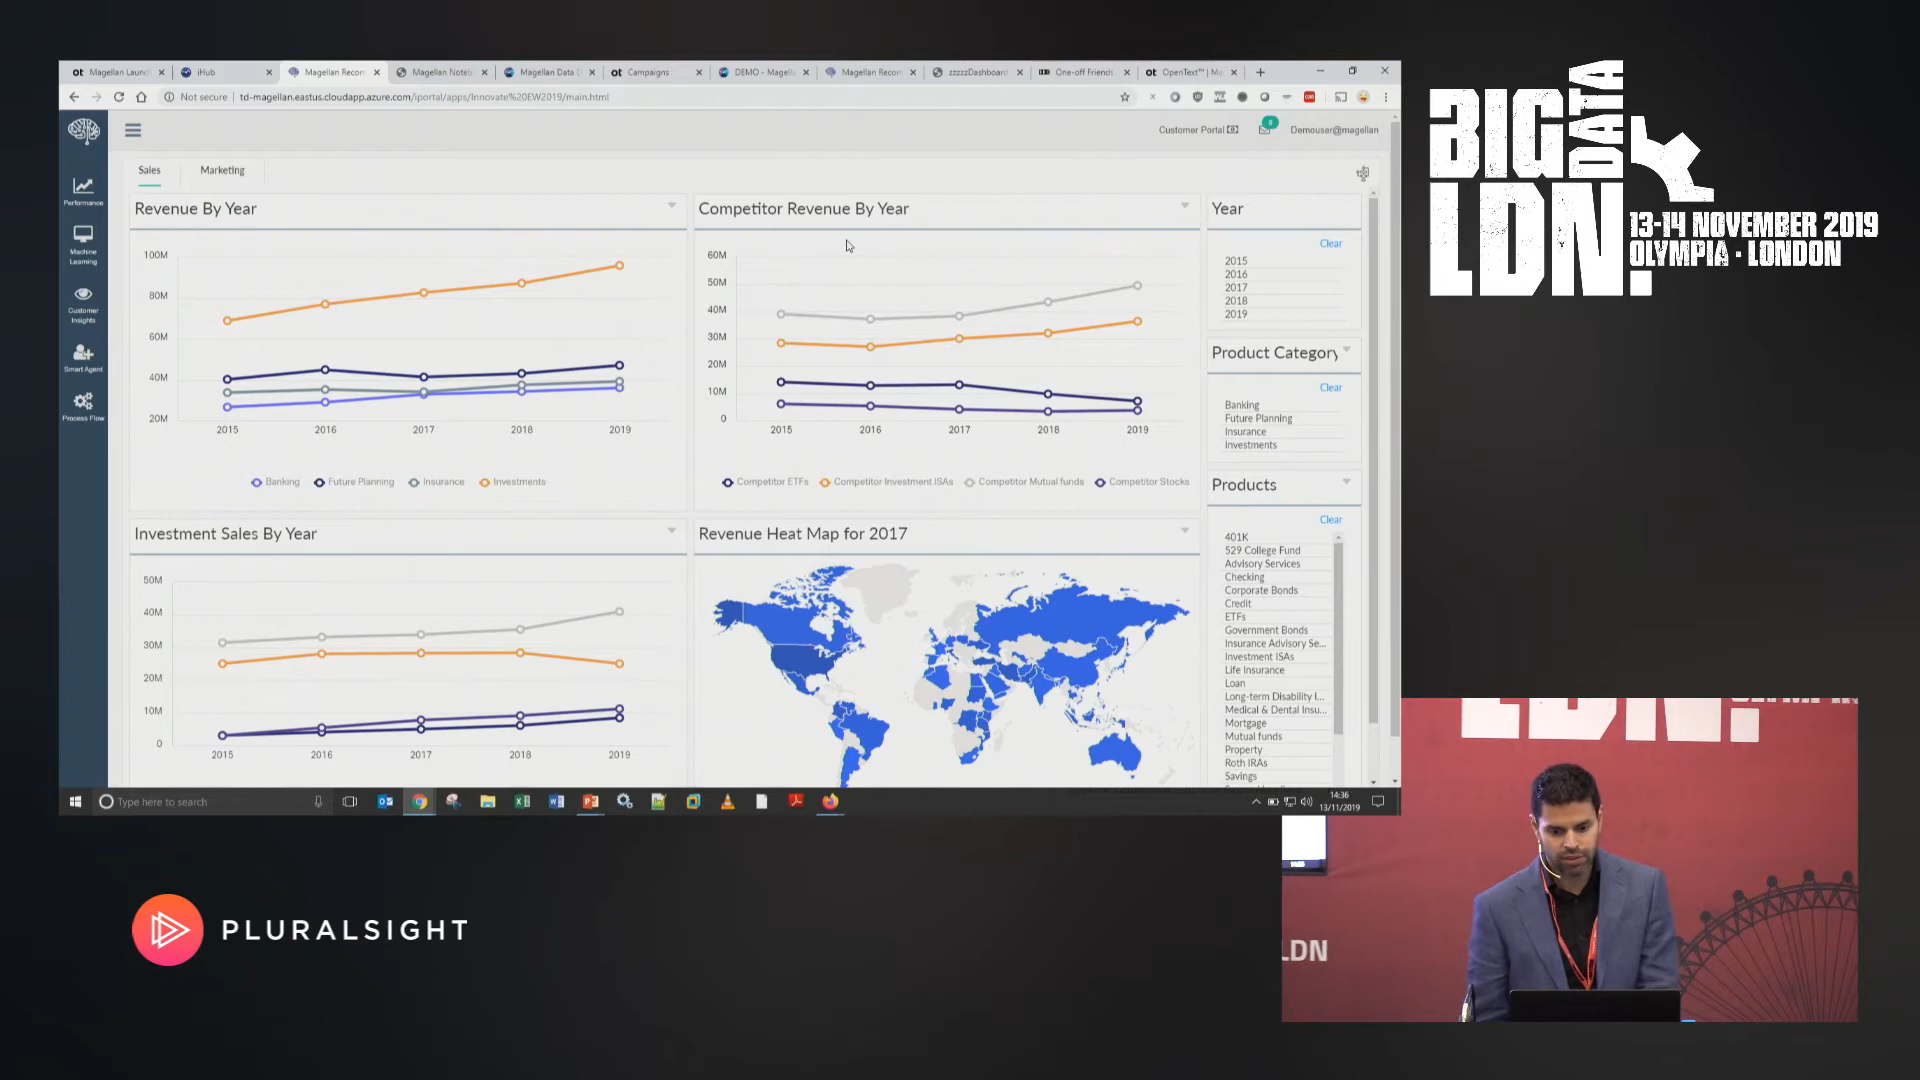 Magellan Launc
iHub
Magellan Recom
Magellan Noteb
Magellan Data D
Campaigns
DEMO - Magella
Magellan Recom
zzzzzDashboard
One-off Friends
OpenText™ | Ma
Not secure | td-magellan.eastus.cloudapp.azure.com/iportal/apps/Innovate%20EW2019/main.html
Customer Portal
Demouser@magellan
Performance
Machine
Learning
Customer
Insights
Smart Agent
Process Flow
Sales
Marketing
Revenue By Year
100M
80M
60M
40M
20M
2015 2016 2017 2018 2019
Banking Future Planning Insurance Investments
Competitor Revenue By Year
60M
50M
40M
30M
20M
10M
0
2015 2016 2017 2018 2019
Competitor ETFs Competitor Investment ISAs Competitor Mutual funds Competitor Stocks
Year
Clear
2015
2016
2017
2018
2019
Product Category
Clear
Banking
Future Planning
Insurance
Investments
Products
Clear
401K
529 College Fund
Advisory Services
Checking
Corporate Bonds
Credit
ETFs
Government Bonds
Insurance Advisory Se...
Investment ISAs
Life Insurance
Loan
Long-term Disability I...
Medical & Dental Insu...
Mortgage
Mutual funds
Property
Roth IRAs
Savings
Investment Sales By Year
50M
40M
30M
20M
10M
0
2015 2016 2017 2018 2019
Revenue Heat Map for 2017
Type here to search
14:36
13/11/2019
BIG
DATA
LDN.
13-14 NOVEMBER 2019
OLYMPIA · LONDON
PLURALSIGHT
LDN.
LDN